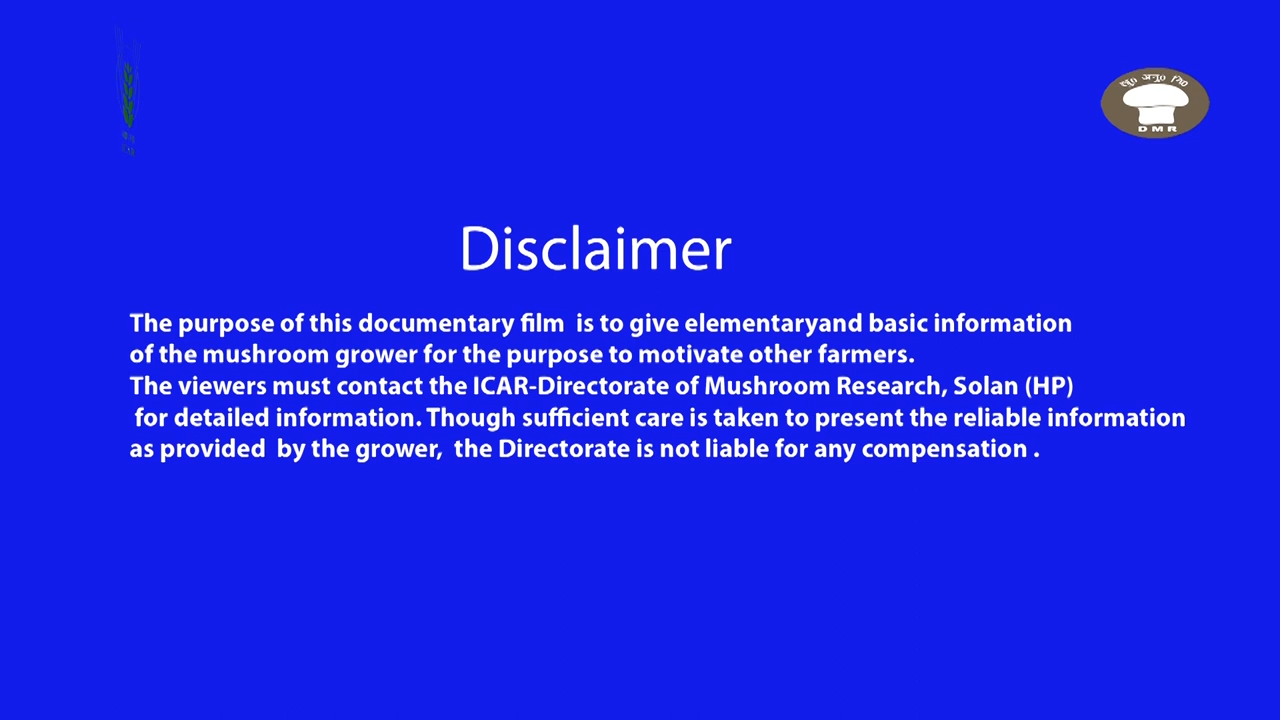 DMR
Disclaimer
The purpose of this documentary film  is to give elementaryand basic information
of the mushroom grower for the purpose to motivate other farmers.
The viewers must contact the ICAR-Directorate of Mushroom Research, Solan (HP)
for detailed information. Though sufficient care is taken to present the reliable information
as provided  by the grower,  the Directorate is not liable for any compensation .